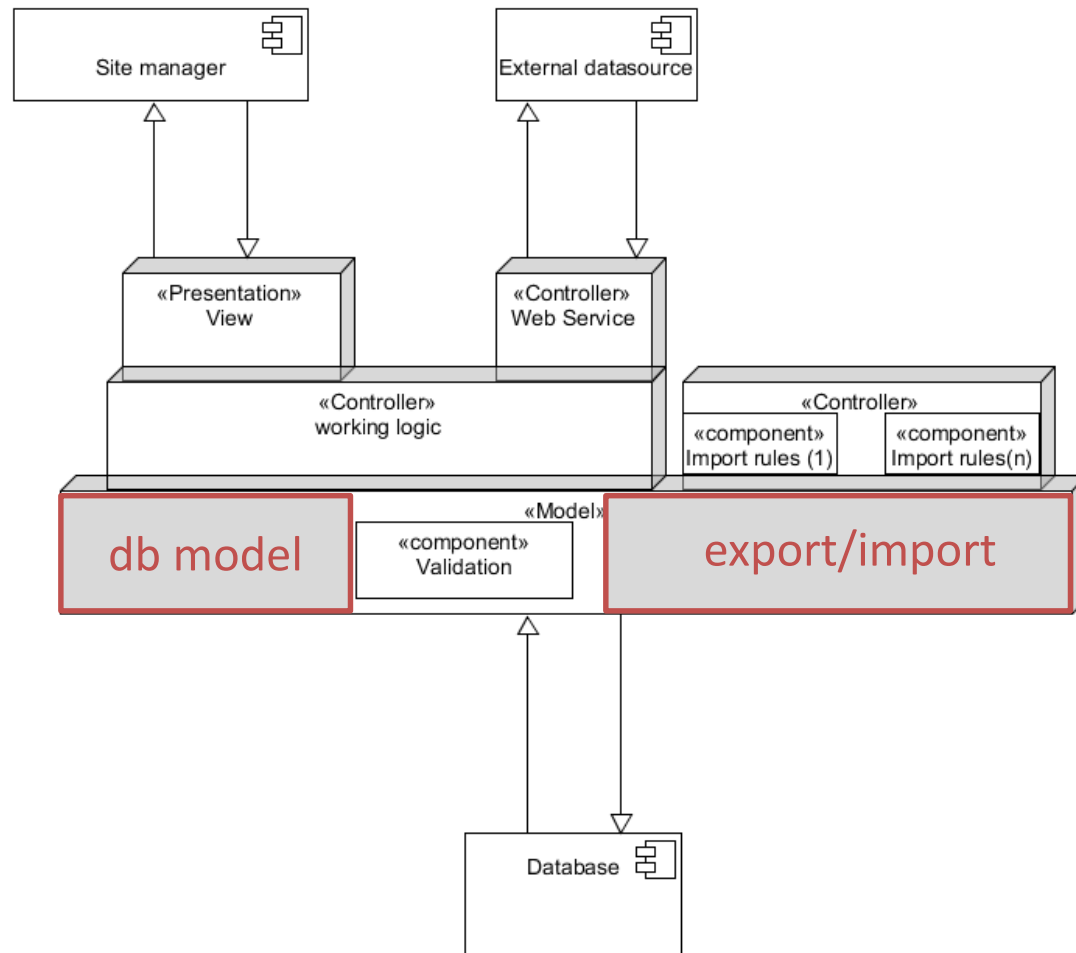 Site manager
External datasource
«Presentation»
View
«Controller»
Web Service
«Controller»
working logic
«Controller»
«component»
Import rules (1)
«component»
Import rules(n)
«Model»
db model
«component»
Validation
export/import
Database